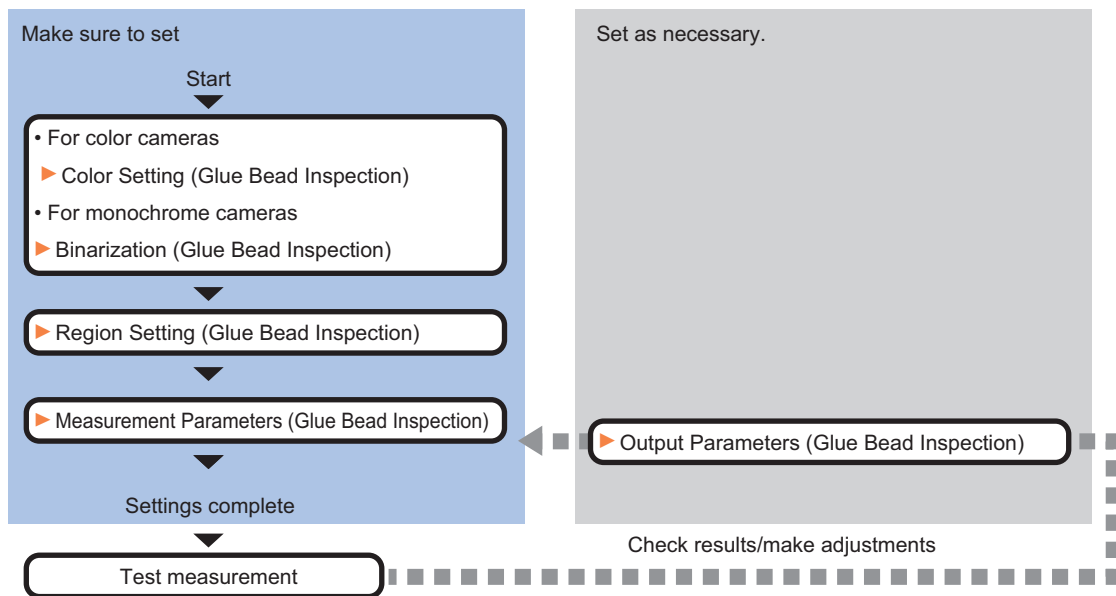 Make sure to set
Start
• For color cameras
Color Setting (Glue Bead Inspection)
• For monochrome cameras
Binarization (Glue Bead Inspection)
Region Setting (Glue Bead Inspection)
Measurement Parameters (Glue Bead Inspection)
Settings complete
Test measurement
Set as necessary.
Output Parameters (Glue Bead Inspection)
Check results/make adjustments